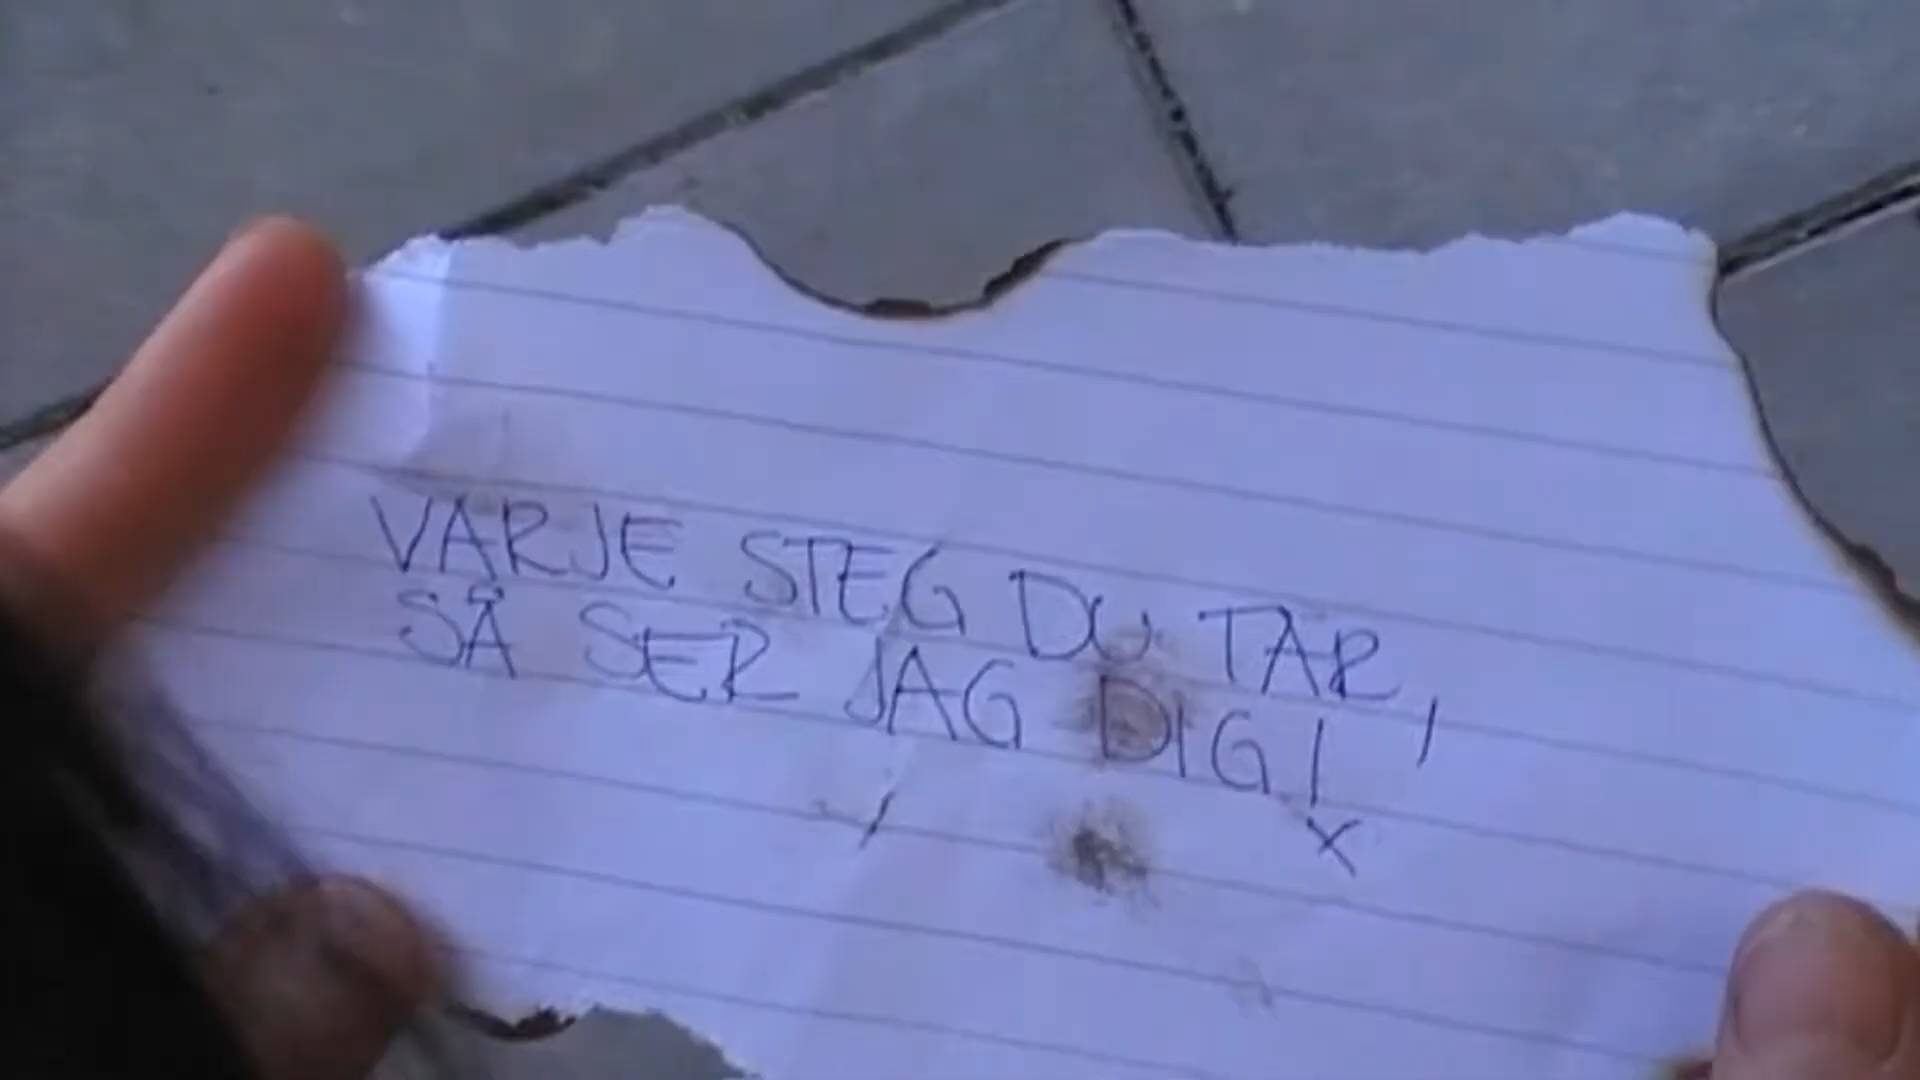 VARJE STEG DU TAR,
SÅ SER JAG DIG!
/ X